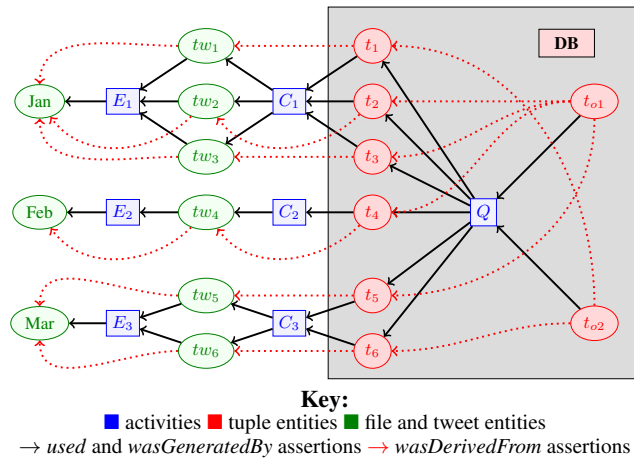 tw₁ t₁ DB
Jan E₁ tw₂ C₁ t₂ tₒ₁
tw₃ t₃
Feb E₂ tw₄ C₂ t₄ Q
tw₅ t₅
Mar E₃ C₃ tₒ₂
tw₆ t₆
Key:
activities tuple entities file and tweet entities
→ used and wasGeneratedBy assertions → wasDerivedFrom assertions